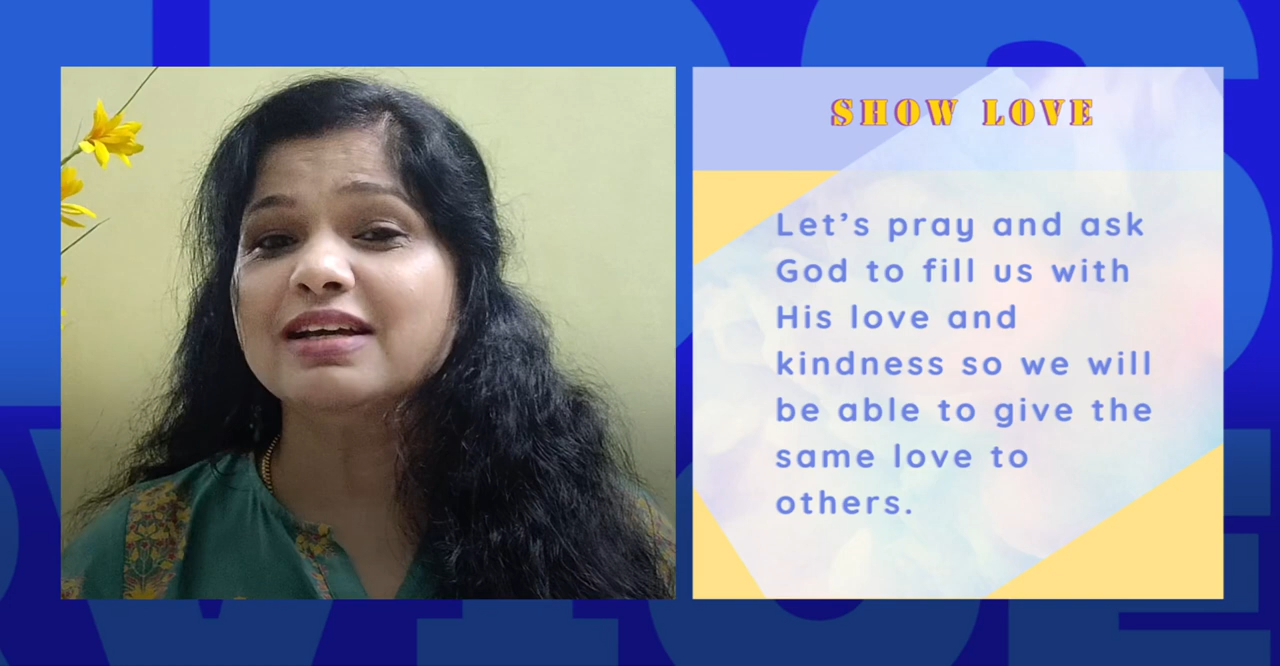 SHOW LOVE
Let’s pray and ask
God to fill us with
His love and
kindness so we will
be able to give the
same love to
others.